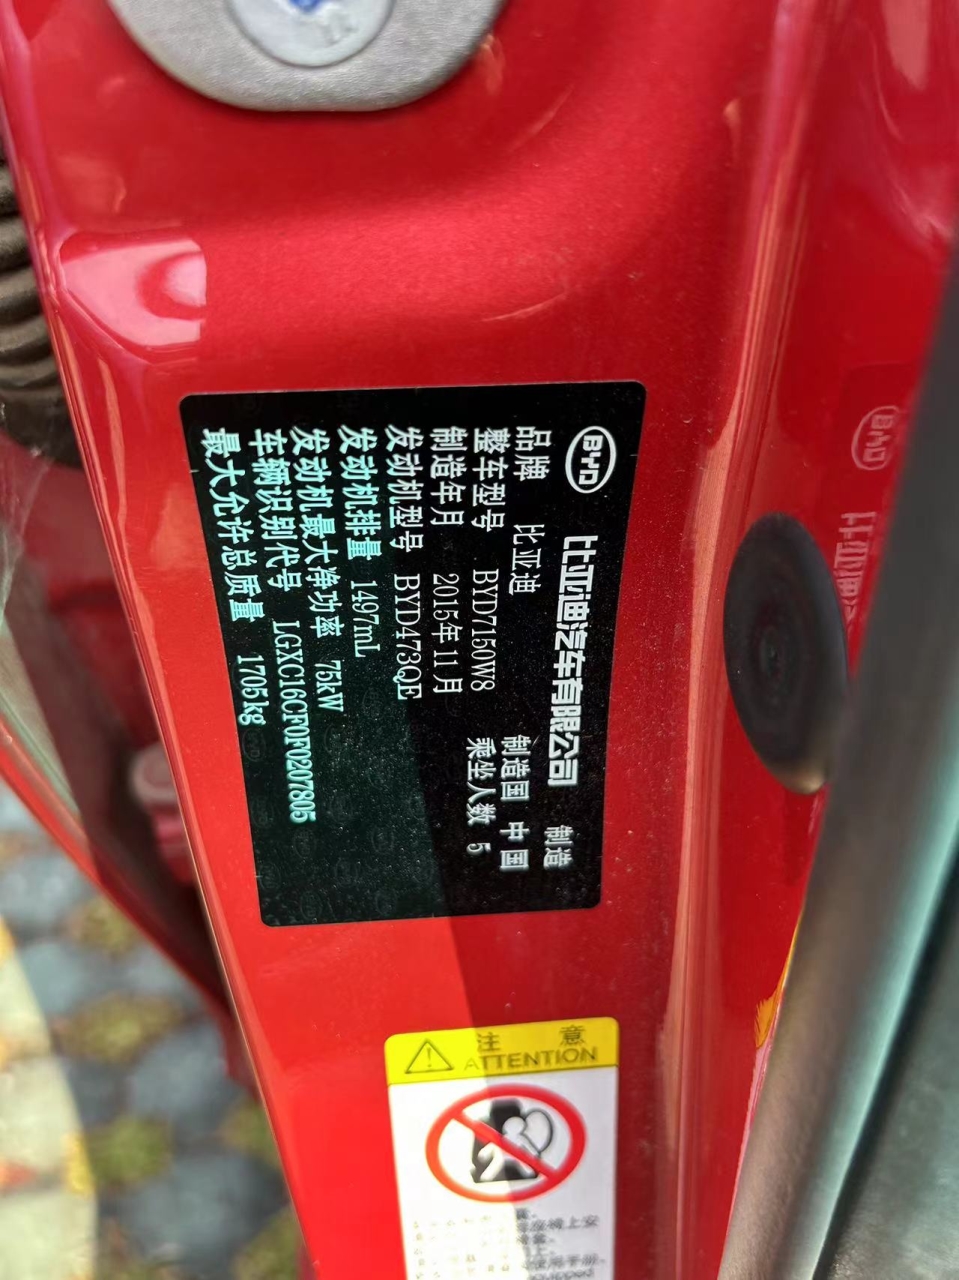 BYD 比亚迪汽车有限公司 制造
品牌 比亚迪 制造国 中国
整车型号 BYD7150W8 乘坐人数 5
制造年月 2015年11月
发动机型号 BYD473QE
发动机排量 1497mL
发动机最大净功率 75kW
车辆识别代号 LGXC16CF0F0207805
最大允许总质量 1705kg
注 意
ATTENTION
BYD